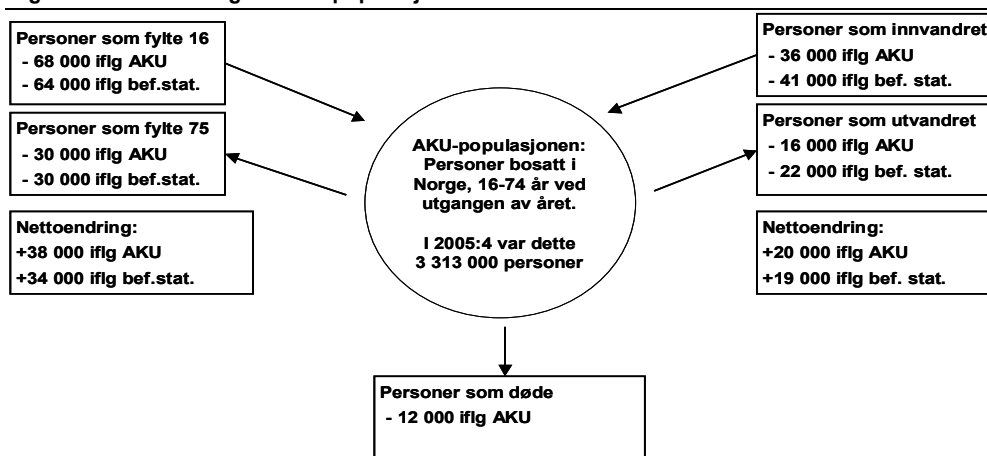 Personer som fylte 16
- 68 000 iflg AKU
- 64 000 iflg bef.stat.
Personer som fylte 75
- 30 000 iflg AKU
- 30 000 iflg bef.stat.
Nettoendring:
+38 000 iflg AKU
+34 000 iflg bef.stat.
AKU-populasjonen:
Personer bosatt i
Norge, 16-74 år ved
utgangen av året.
I 2005:4 var dette
3 313 000 personer
Personer som innvandret
- 36 000 iflg AKU
- 41 000 iflg bef. stat.
Personer som utvandret
- 16 000 iflg AKU
- 22 000 iflg bef. stat.
Nettoendring:
+20 000 iflg AKU
+19 000 iflg bef. stat.
Personer som døde
- 12 000 iflg AKU